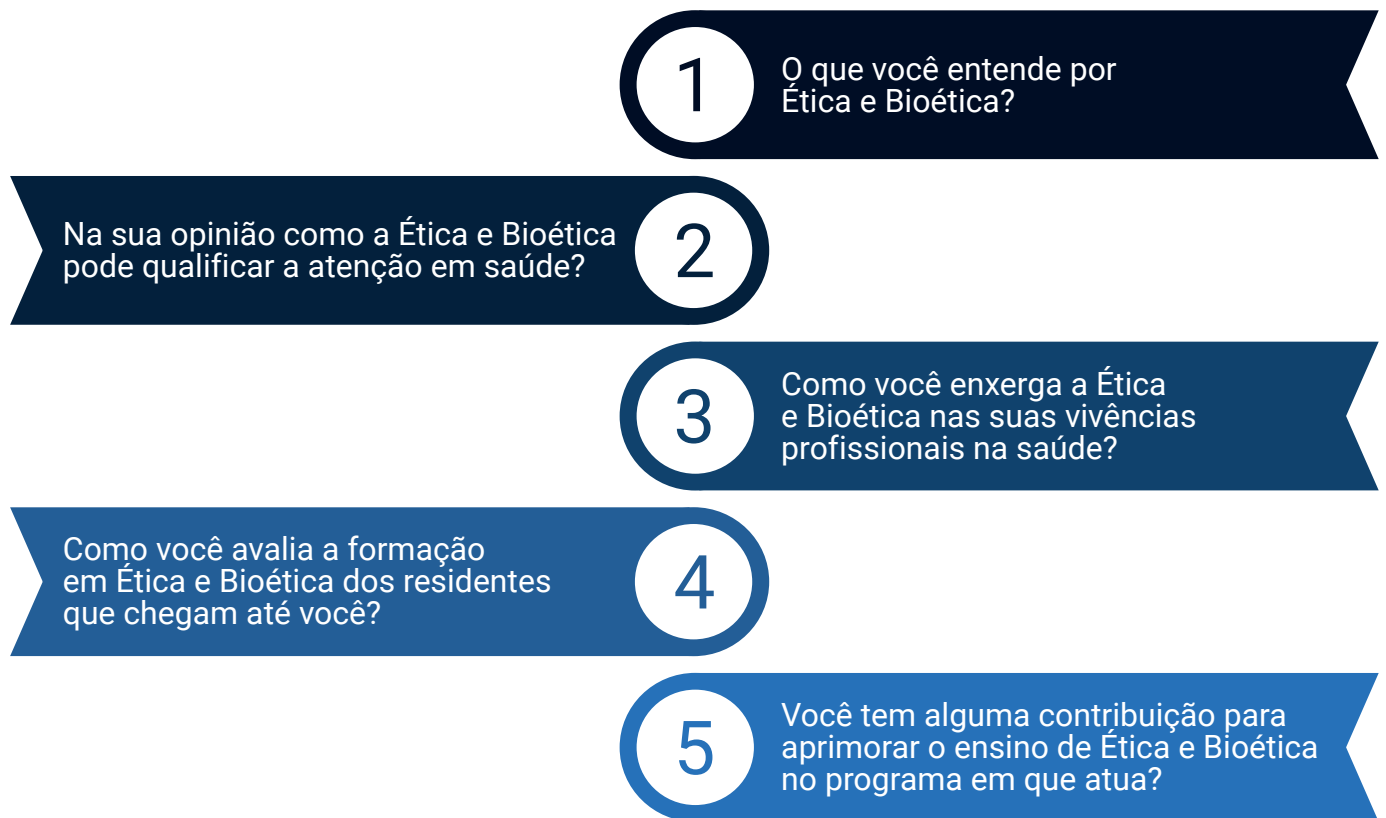 1
O que você entende por
Ética e Bioética?
Na sua opinião como a Ética e Bioética
pode qualificar a atenção em saúde?
2
3
Como você enxerga a Ética
e Bioética nas suas vivências
profissionais na saúde?
Como você avalia a formação
em Ética e Bioética dos residentes
que chegam até você?
4
5
Você tem alguma contribuição para
aprimorar o ensino de Ética e Bioética
no programa em que atua?